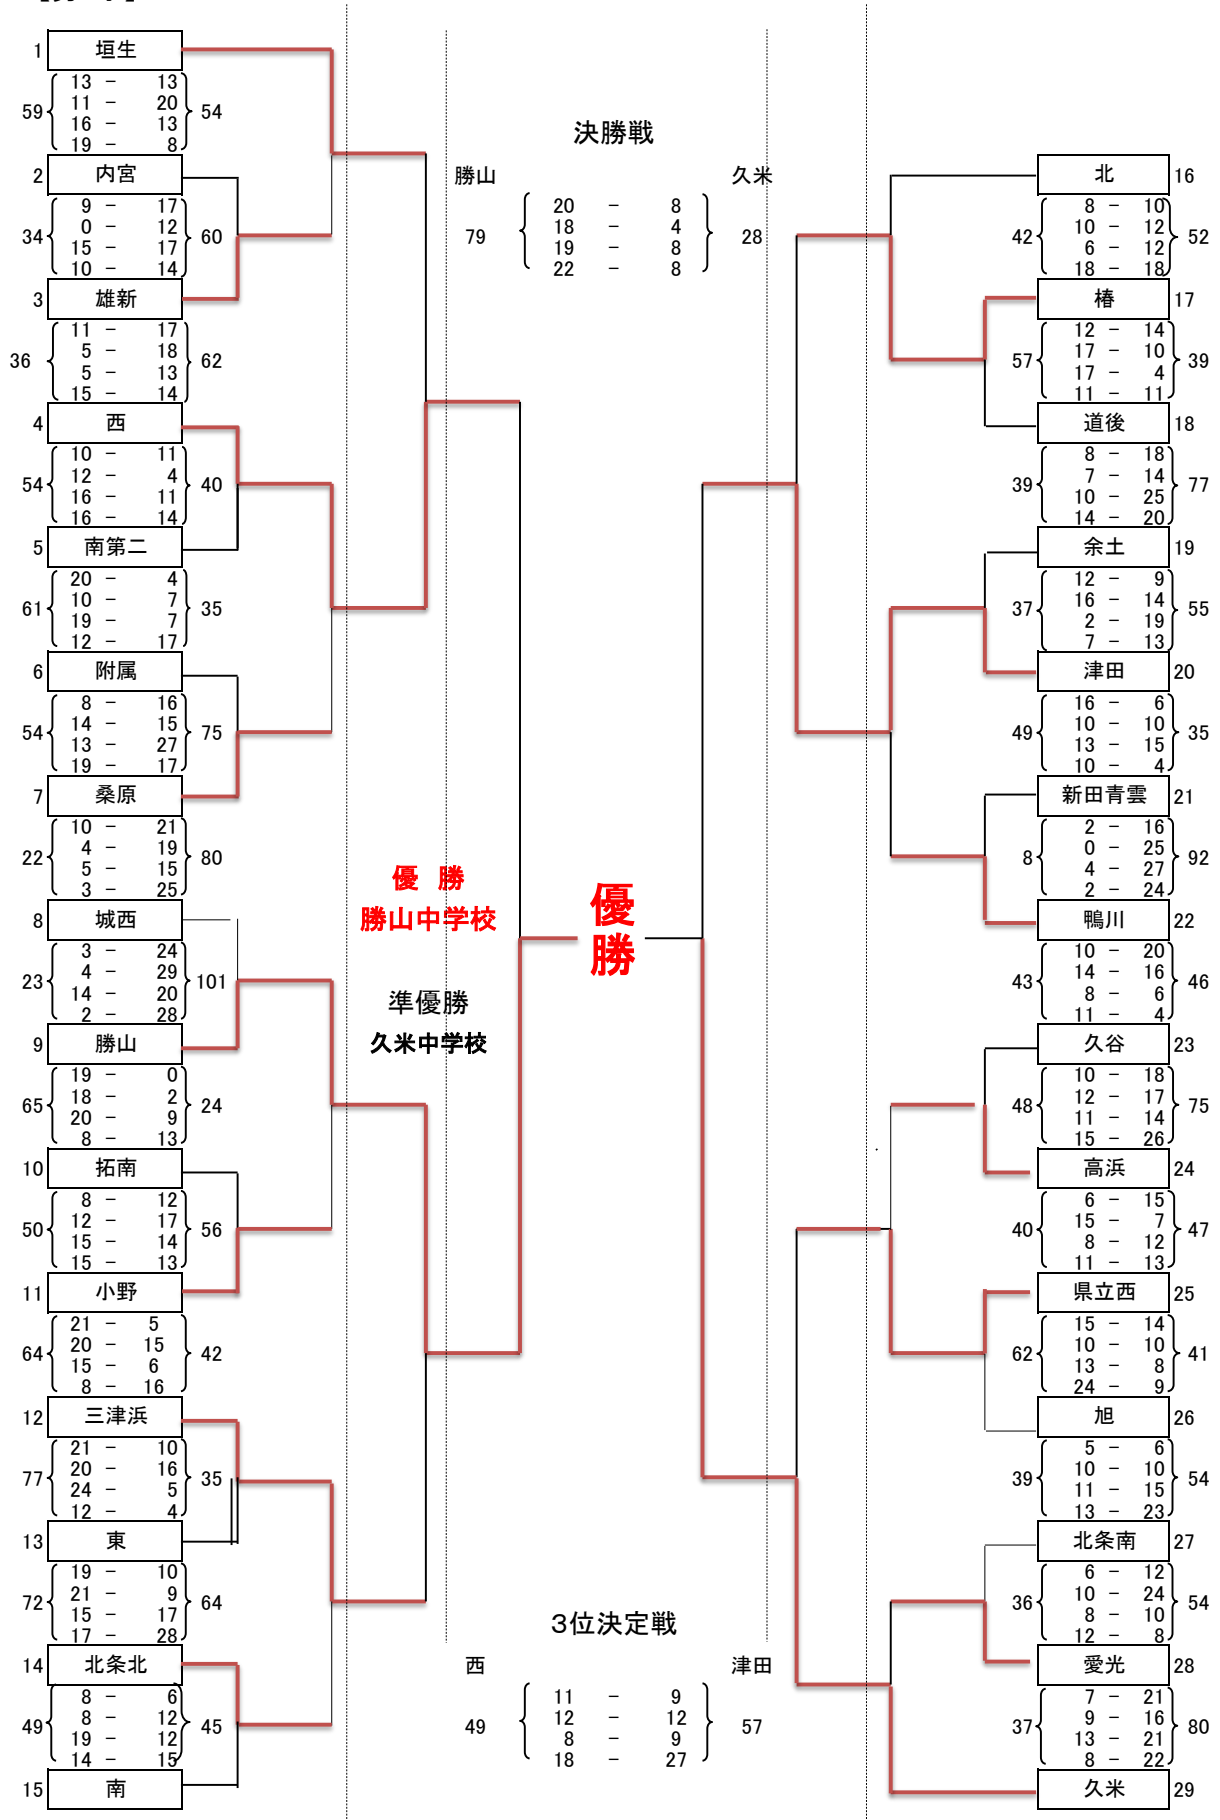 1 垣生
59 13 - 13 54
11 - 20
16 - 13
19 - 8
2 内宮
34 9 - 17 60
0 - 12
15 - 17
10 - 14
3 雄新
36 11 - 17 62
5 - 18
5 - 13
15 - 14
4 西
54 10 - 11 40
12 - 4
16 - 11
16 - 14
5 南第二
61 20 - 4 35
10 - 7
19 - 7
12 - 17
6 附属
54 8 - 16 75
14 - 15
13 - 27
19 - 17
7 桑原
22 10 - 21 80
4 - 19
5 - 15
3 - 25
8 城西
23 3 - 24 101
4 - 29
14 - 20
2 - 28
9 勝山
65 19 - 0 24
18 - 2
20 - 9
8 - 13
10 拓南
50 8 - 12 56
12 - 17
15 - 14
15 - 13
11 小野
64 21 - 5 42
20 - 15
15 - 6
8 - 16
12 三津浜
77 21 - 10 35
20 - 16
24 - 5
12 - 4
13 東
72 19 - 10 64
21 - 9
15 - 17
17 - 28
14 北条北
49 8 - 6 45
8 - 12
19 - 12
14 - 15
15 南
決勝戦
勝山 久米
79 20 - 8 28
18 - 4
19 - 8
22 - 8
優 勝
勝山中学校
準優勝
久米中学校
優
勝
3位決定戦
西 津田
49 11 - 9 57
12 - 12
8 - 9
18 - 27
北 16
42 8 - 10 52
10 - 12
6 - 12
18 - 18
椿 17
57 12 - 14 39
17 - 10
17 - 4
11 - 11
道後 18
39 8 - 18 77
7 - 14
10 - 25
14 - 20
余土 19
37 12 - 9 55
16 - 14
2 - 19
7 - 13
津田 20
49 16 - 6 35
10 - 10
13 - 15
10 - 4
新田青雲 21
8 2 - 16 92
0 - 25
4 - 27
2 - 24
鴨川 22
43 10 - 20 46
14 - 16
8 - 6
11 - 4
久谷 23
48 10 - 18 75
12 - 17
11 - 14
15 - 26
高浜 24
40 6 - 15 47
15 - 7
8 - 12
11 - 13
県立西 25
62 15 - 14 41
10 - 10
13 - 8
24 - 9
旭 26
39 5 - 6 54
10 - 10
11 - 15
13 - 23
北条南 27
36 6 - 12 54
10 - 24
8 - 10
12 - 8
愛光 28
37 7 - 21 80
9 - 16
13 - 21
8 - 22
久米 29